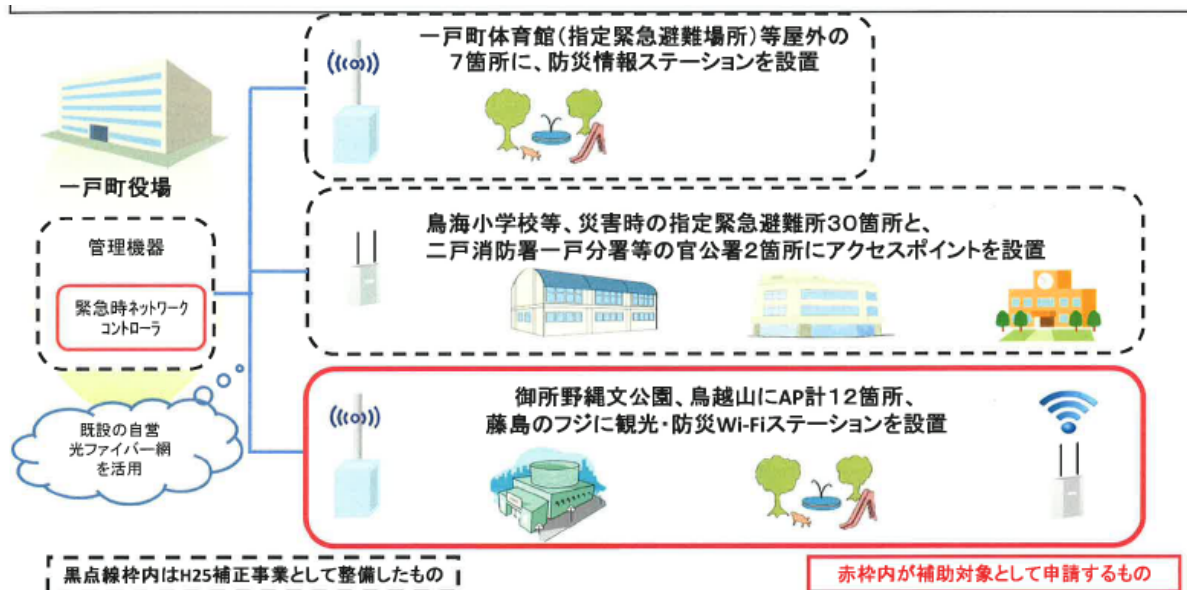 一戸町体育館(指定緊急避難場所)等屋外の
7箇所に、防災情報ステーションを設置
一戸町役場
管理機器
緊急時ネットワーク
コントローラ
既設の自営
光ファイバー網
を活用
鳥海小学校等、災害時の指定緊急避難所30箇所と、
二戸消防署一戸分署等の官公署2箇所にアクセスポイントを設置
御所野縄文公園、鳥越山にAP計12箇所、
藤島のフジに観光・防災Wi-Fiステーションを設置
黒点線枠内はH25補正事業として整備したもの
赤枠内が補助対象として申請するもの